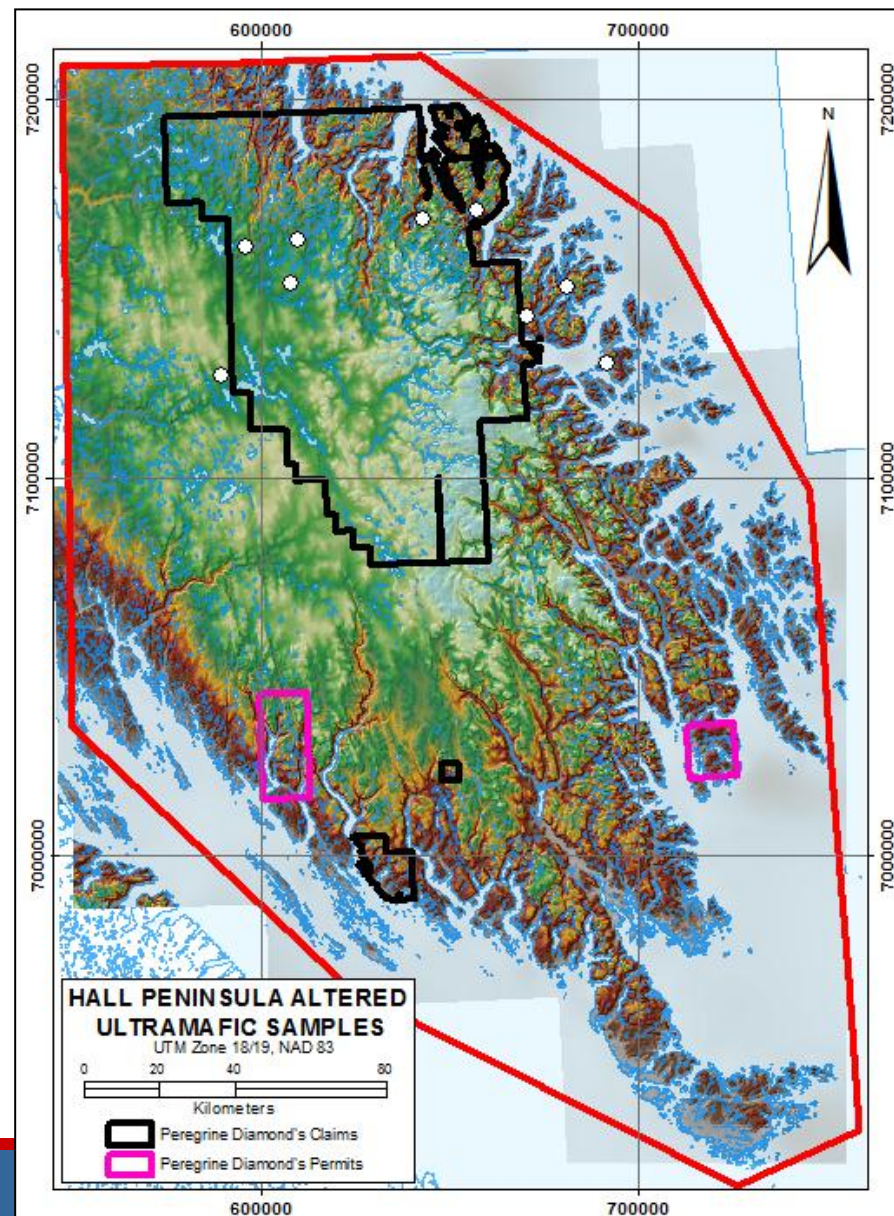 600000 700000
7200000 7200000
N
7100000 7100000
7000000 7000000
HALL PENINSULA ALTERED
ULTRAMAFIC SAMPLES
UTM Zone 18/19, NAD 83
0 20 40 80
Kilometers
Peregrine Diamond's Claims
Peregrine Diamond's Permits
600000 700000